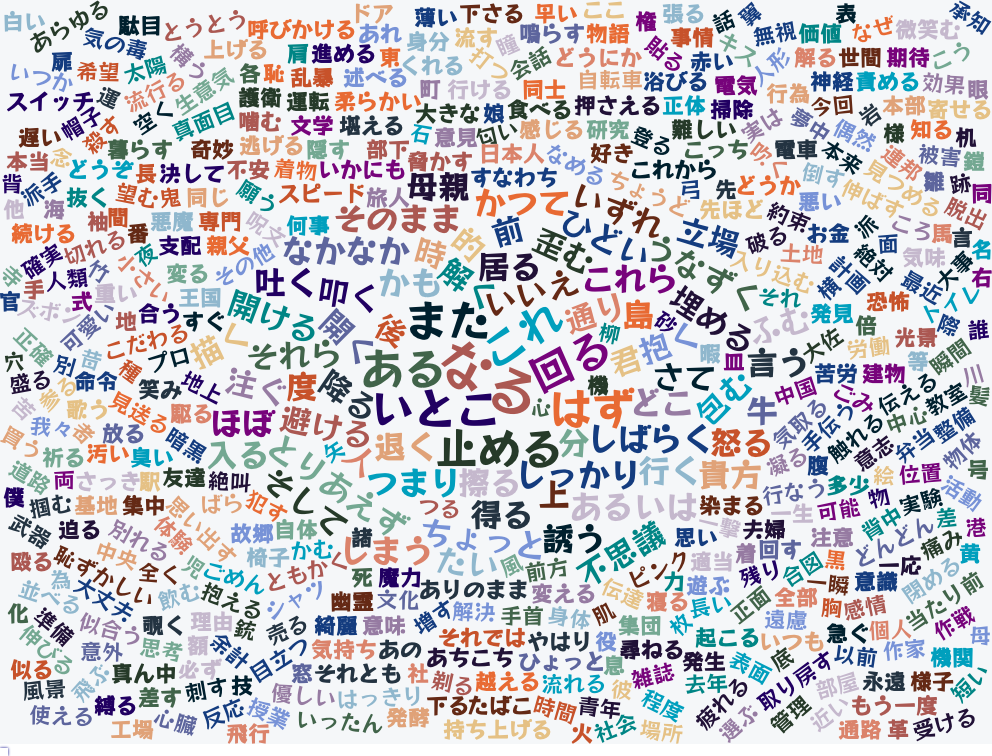 白い
あらゆる
駄目
とうとう
呼びかける
ドア
あれ
薄い
下さる
早い
ここ
権
張る
話
翼
表
なぜ
承知
扉
気の毒
構う
上げる
肩
進める
東
身分
流す
瞳
鳴らす
物語
事情
キス
無視
価値
微笑む
いつか
希望
太陽
各
恥
乱暴
述べる
くれる
打つ
会話
どうにか
貼る
赤い
人形
解る
世間
期待
こう
スイッチ
運
流行る
生意気
護衛
運転
柔らかい
町
行ける
同士
自転車
浴びる
電気
行為
神経
責める
効果
眼
遅い
帽子
殺す
空く
真面目
噛む
文学
堪える
大きな
娘
食べる
押さえる
正体
掃除
今回
岩
本部
寄せる
石
意見
匂い
感じる
研究
登る
難しい
実は
夢中
偶然
様
知る
机
本当
念
暮らす
奇妙
逃げる
隠す
部下
脅かす
日本人
なめる
好き
こっち
呟く
電車
本来
連邦
被害
鎧
背
派手
どうぞ
長
決して
不安
着物
いかにも
母親
すなわち
ちょうど
これから
倒す
伸ばす
見つめる
雛
跡
同
他
海
抜く
望む
鬼
同じ
願う
スピード
旅人
かつて
いずれ
弓
先
どうか
悪い
脱出
続ける
袖
間
番
悪魔
専門
呪文
何事
そのまま
的
前
ひどい
立場
先ほど
約束
お金
派
ころ
馬
言
確実
切れる
夜
支配
親父
なかなか
時
解く
歪む
うなずく
破る
土地
面
絶対
気味
名
半
手
人類
方
小さい
変る
その他
吐く
叩く
かも
居る
いいえ
これら
入り込む
横
計画
最近
大事
右
官
ズボン
式
重い
王国
開ける
開く
後
また
これ
通り
島
砂
埋める
それ
発見
恐怖
トイレ
可愛い
地
合う
すぐ
描く
それら
ある
なる
回る
柳
君
抱く
暇
ふむ
大佐
倍
光景
際
誰
正確
別
昔
こだわる
プロ
注ぐ
度
降る
いとこ
心
機
はず
どこ
さて
皿
言う
労働
等
瞬間
穴
盛る
命令
種
笑み
地上
ほぼ
避ける
止める
分
しばらく
包む
牛
中国
苦労
建物
川
髪
苦
歌う
見送る
駆る
暗黒
入る
とりあえず
矢
退く
つまり
擦る
しっかり
行く
怒る
貴方
気取る
ごみ
手伝う
伝える
触れる
中心
教室
我々
奇
放る
汚い
臭い
そして
得る
上
あるいは
染まる
凝る
腹
意志
弁当
整備
買う
祈る
道路
両
さっき
駅
友達
絶叫
つる
ちょっと
誘う
不思議
一撃
行なう
多少
絵
位置
物体
号
僕
掴む
基地
集中
思い出す
ばら
犯す
諸
しまう
たい
風
前方
思い
夫婦
一生
可能
物
実験
活動
武器
迫る
別れる
体験
故郷
自体
ともかく
死
魔力
ありのまま
ピンク
適当
着
回す
注意
背中
どんどん
差
港
殴る
恥ずかしい
中央
全く
児
椅子
かむ
幽霊
文化
変える
伝達
力
遊ぶ
残り
合図
黒
一応
痛み
黄
並べる
為
大丈夫
飲む
ごめん
抱える
シャツ
増す
解決
手首
身体
肌
寝る
枚
長い
正面
全部
一瞬
意識
閉める
当たり前
化
準備
似合う
覗く
理由
銃
売る
綺麗
意味
それでは
やはり
役
集団
起こる
遠慮
いつも
胸
感情
急ぐ
個人
作戦
伸びる
意外
思考
額
余計
気持ち
あの
あちこち
ひょっと
息
尋ねる
発生
表面
底
以前
作家
機関
母
似る
飛ぶ
真ん中
必ず
目立つ
窓
それとも
社
剃る
越える
流れる
彼
雑誌
去年
取り戻す
永遠
様子
短い
風景
差す
刺す
技
優しい
はっきり
発酵
下る
たばこ
時間
青年
程度
疲れる
部屋
もう一度
使える
縛る
心臓
反応
授業
いったん
持ち上げる
火
社会
場所
選ぶ
管理
近い
通路
革
受ける
工場
飛行